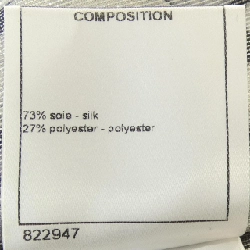 COMPOSITION
73% soie - silk
27% polyester - polyester
822947